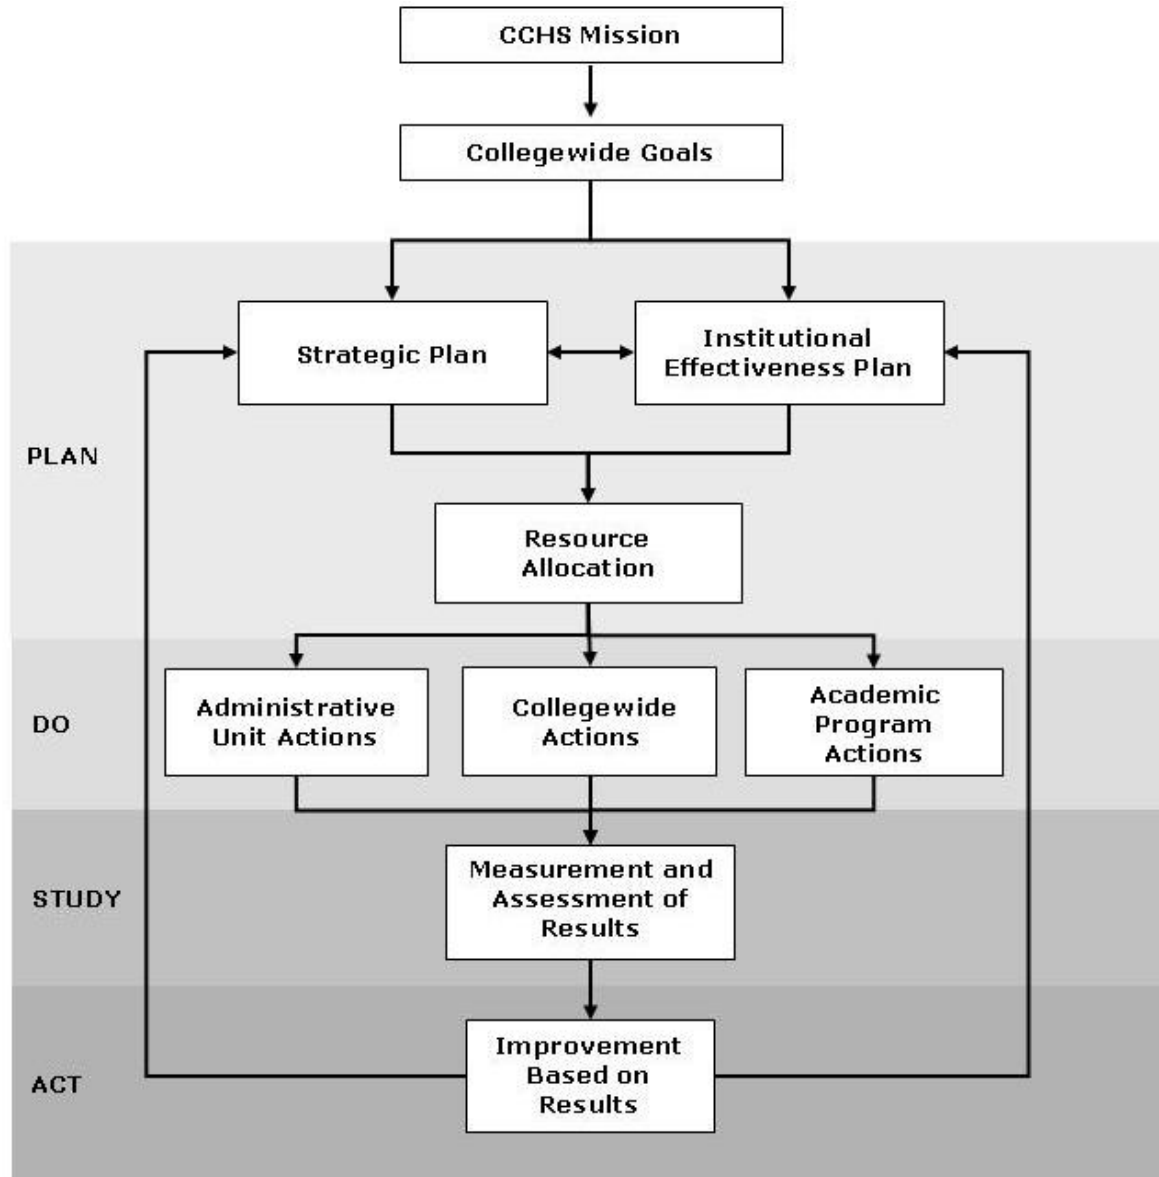 CCHS Mission
Collegewide Goals
Strategic Plan
Institutional
Effectiveness Plan
PLAN
Resource
Allocation
DO
Administrative
Unit Actions
Collegewide
Actions
Academic
Program
Actions
STUDY
Measurement and
Assessment of
Results
ACT
Improvement
Based on
Results